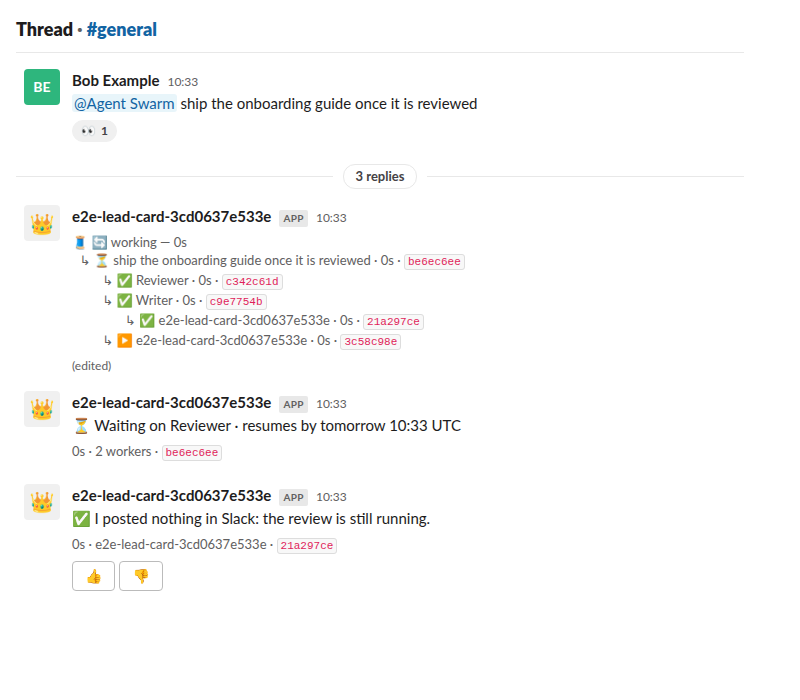 Thread • #general
BE
Bob Example 10:33
@Agent Swarm ship the onboarding guide once it is reviewed
👀 1
3 replies
e2e-lead-card-3cd0637e533e APP 10:33
🧵 🔄 working — 0s
↳ ⏳ ship the onboarding guide once it is reviewed · 0s · be6ec6ee
↳ ✅ Reviewer · 0s · c342c61d
↳ ✅ Writer · 0s · c9e7754b
↳ ✅ e2e-lead-card-3cd0637e533e · 0s · 21a297ce
↳ ▶️ e2e-lead-card-3cd0637e533e · 0s · 3c58c98e
(edited)
e2e-lead-card-3cd0637e533e APP 10:33
⏳ Waiting on Reviewer · resumes by tomorrow 10:33 UTC
0s · 2 workers · be6ec6ee
e2e-lead-card-3cd0637e533e APP 10:33
✅ I posted nothing in Slack: the review is still running.
0s · e2e-lead-card-3cd0637e533e · 21a297ce
👍 👎